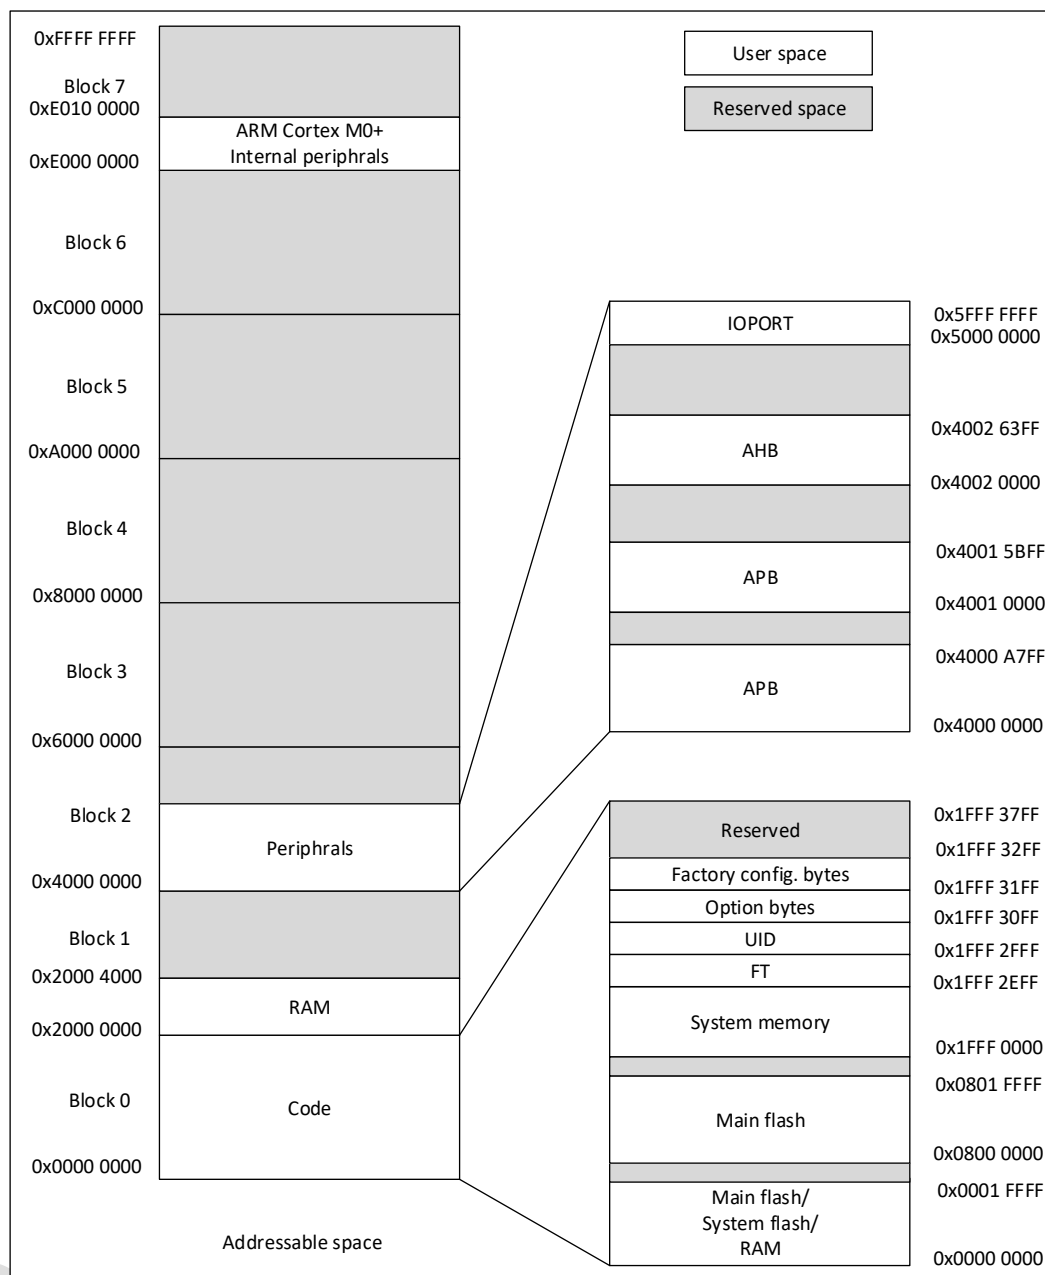 0xFFFF FFFF
Block 7
0xE010 0000
ARM Cortex M0+
Internal periphrals
0xE000 0000
Block 6
0xC000 0000
Block 5
0xA000 0000
Block 4
0x8000 0000
Block 3
0x6000 0000
Block 2
Periphrals
0x4000 0000
Block 1
0x2000 4000
RAM
0x2000 0000
Block 0
Code
0x0000 0000
Addressable space
User space
Reserved space
IOPORT
0x5FFF FFFF
0x5000 0000
0x4002 63FF
AHB
0x4002 0000
0x4001 5BFF
APB
0x4001 0000
0x4000 A7FF
APB
0x4000 0000
0x1FFF 37FF
Reserved
0x1FFF 32FF
Factory config. bytes
0x1FFF 31FF
Option bytes
0x1FFF 30FF
UID
0x1FFF 2FFF
FT
0x1FFF 2EFF
System memory
0x1FFF 0000
0x0801 FFFF
Main flash
0x0800 0000
0x0001 FFFF
Main flash/
System flash/
RAM
0x0000 0000